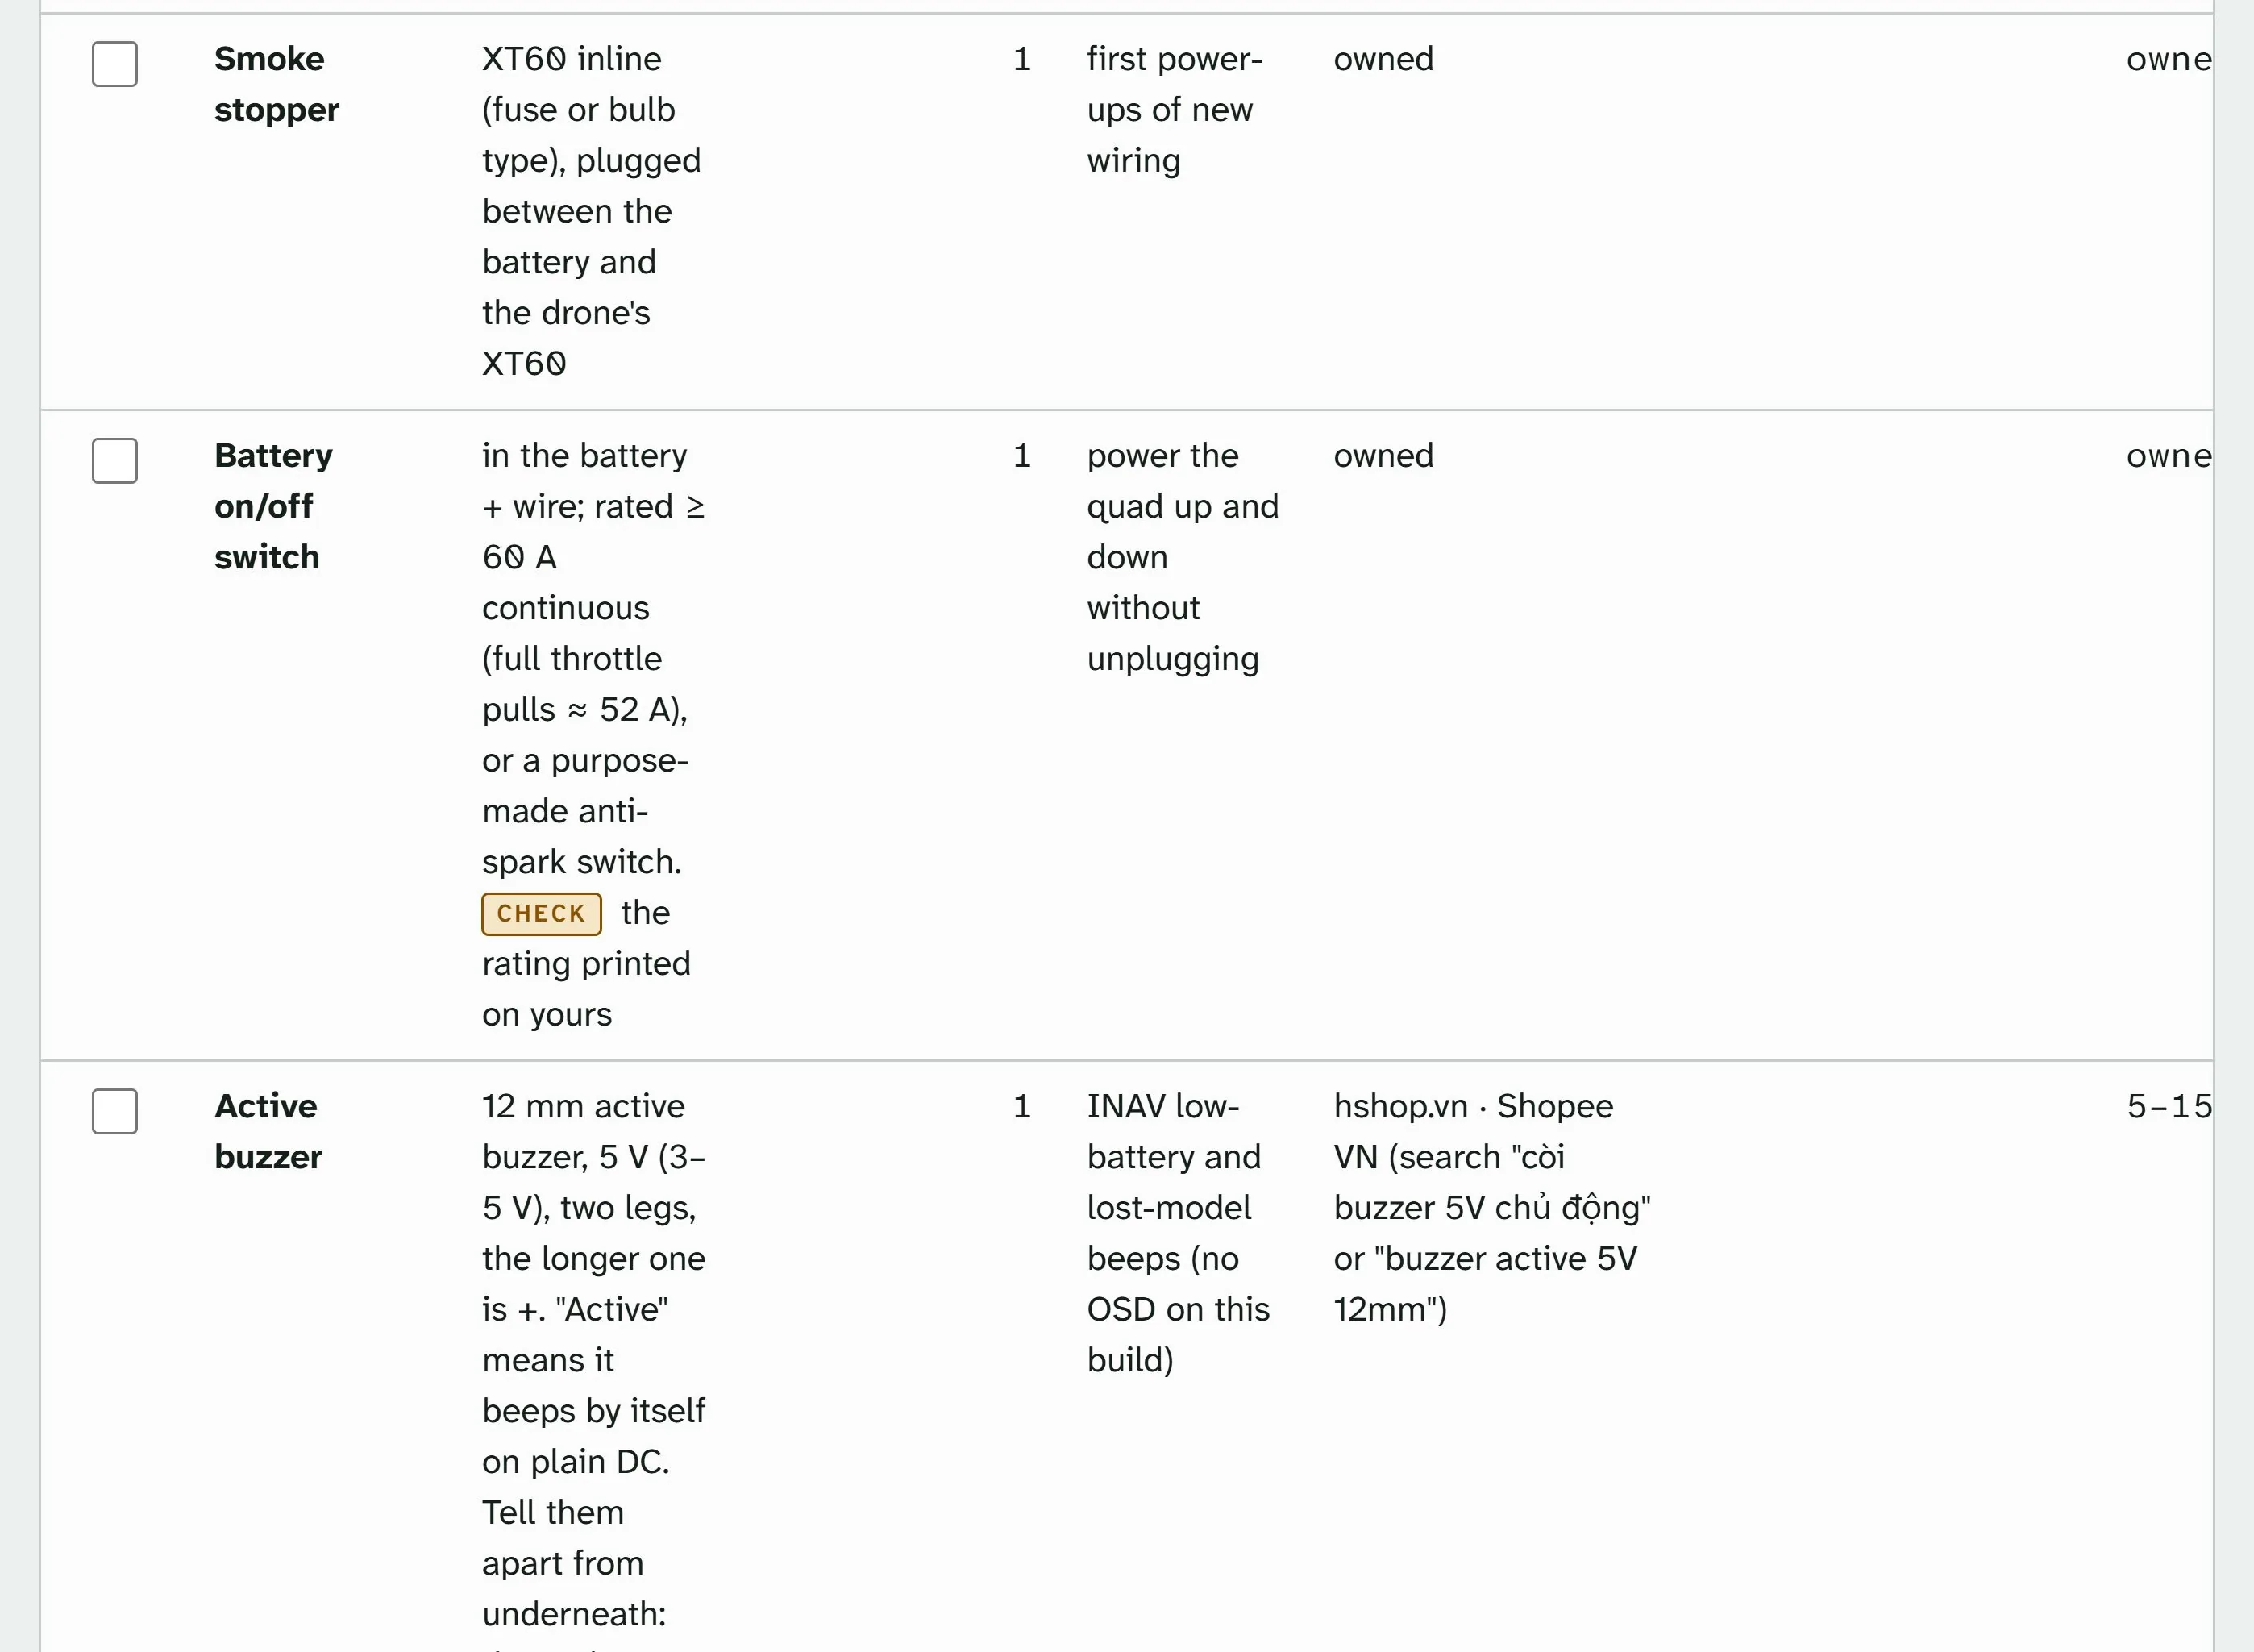 Smoke
stopper
XT60 inline
(fuse or bulb
type), plugged
between the
battery and
the drone's
XT60
1
first power-
ups of new
wiring
owned
owne
Battery
on/off
switch
in the battery
+ wire; rated ≥
60 A
continuous
(full throttle
pulls ≈ 52 A),
or a purpose-
made anti-
spark switch.
CHECK the
rating printed
on yours
1
power the
quad up and
down
without
unplugging
owned
owne
Active
buzzer
12 mm active
buzzer, 5 V (3–
5 V), two legs,
the longer one
is +. "Active"
means it
beeps by itself
on plain DC.
Tell them
apart from
underneath:
1
INAV low-
battery and
lost-model
beeps (no
OSD on this
build)
hshop.vn · Shopee
VN (search "còi
buzzer 5V chủ động"
or "buzzer active 5V
12mm")
5–15